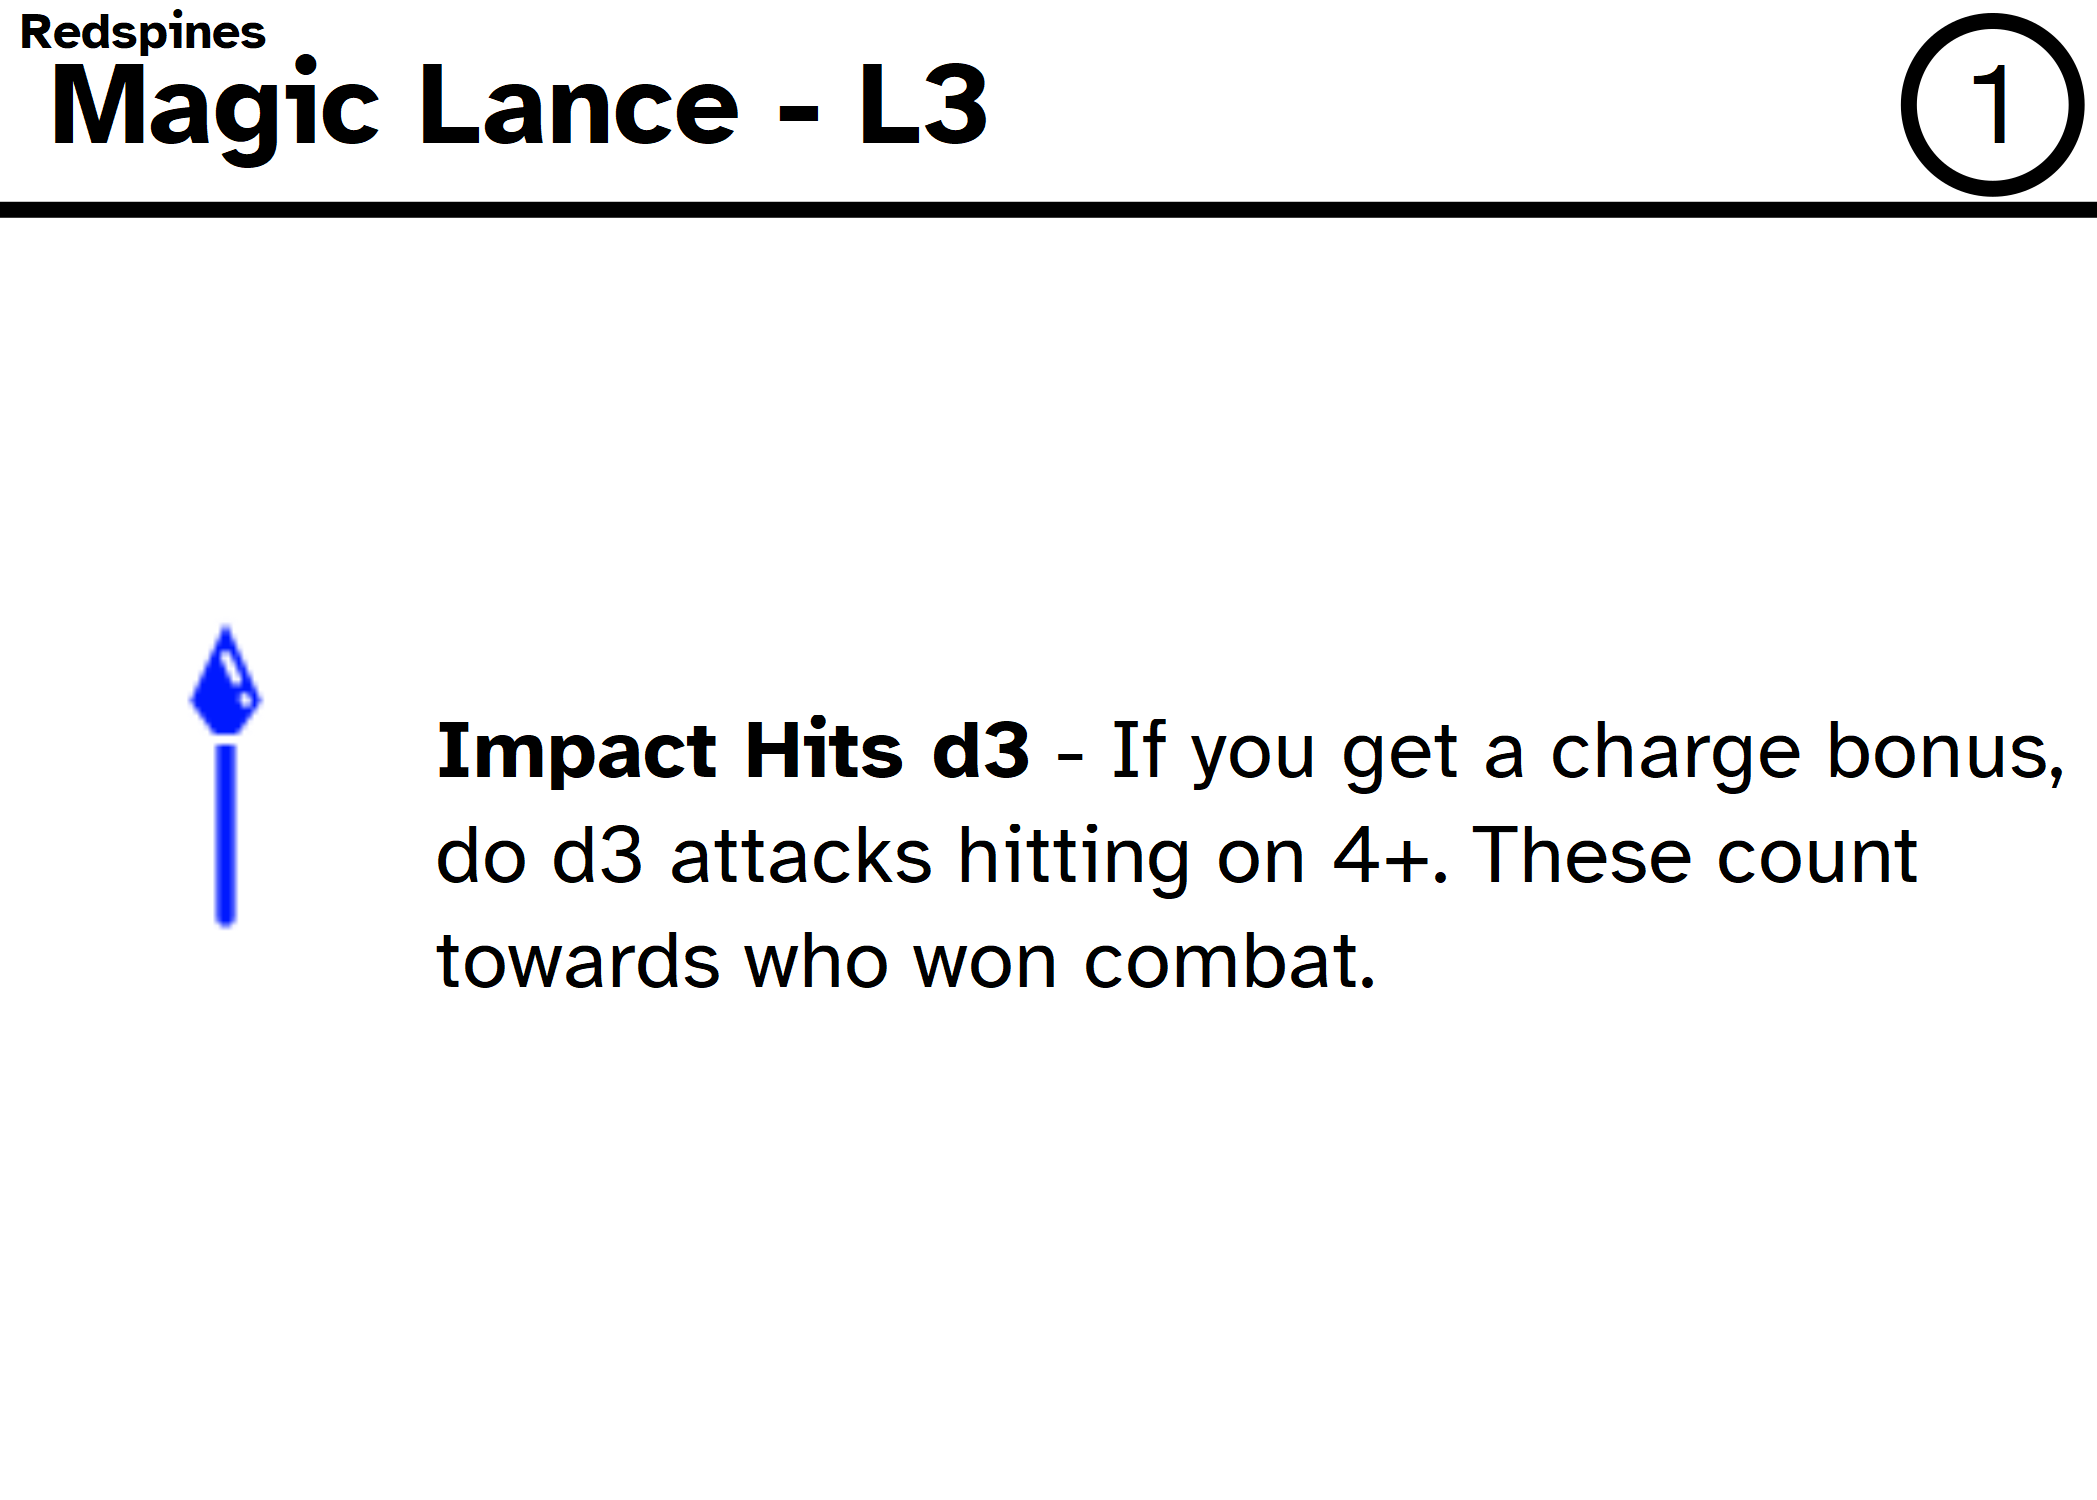 Redspines
Magic Lance - L3
1
Impact Hits d3 - If you get a charge bonus,
do d3 attacks hitting on 4+. These count
towards who won combat.